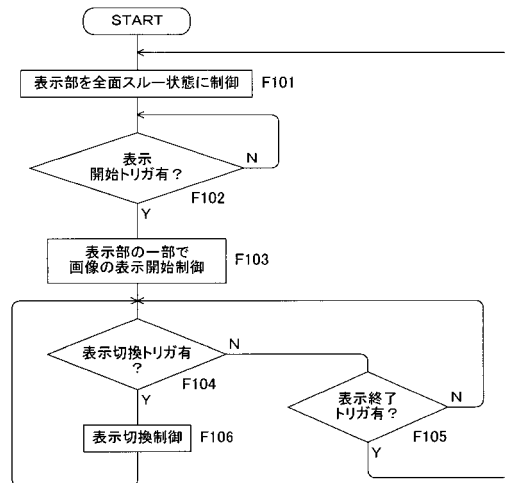 START
表示部を全面スルー状態に制御
F101
表示
開始トリガ有?
N
F102
Y
表示部の一部で
画像の表示開始制御
F103
表示切換トリガ有
?
N
F104
Y
表示終了
トリガ有?
N
F105
Y
表示切換制御
F106